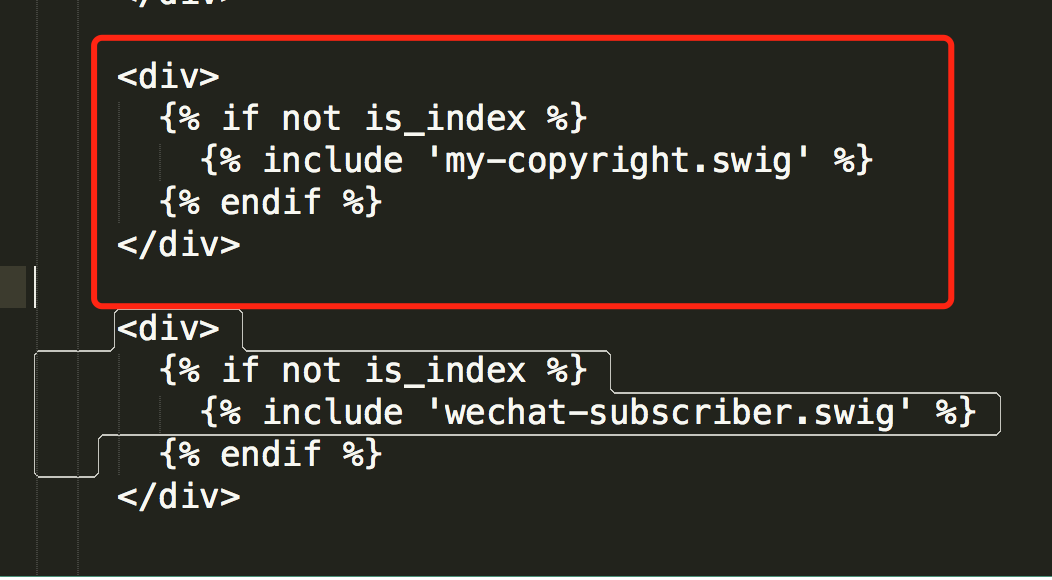 <div>
{% if not is_index %}
{% include 'my-copyright.swig' %}
{% endif %}
</div>
<div>
{% if not is_index %}
{% include 'wechat-subscriber.swig' %}
{% endif %}
</div>